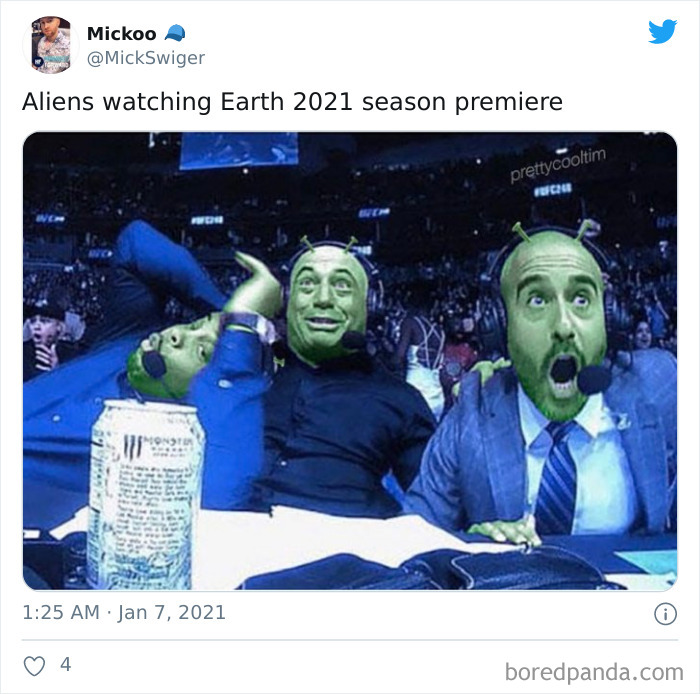 Mickoo
@MickSwiger
Aliens watching Earth 2021 season premiere
prettycooltim
#UFC248
#UFC248
MONSTER
1:25 AM · Jan 7, 2021
4
boredpanda.com